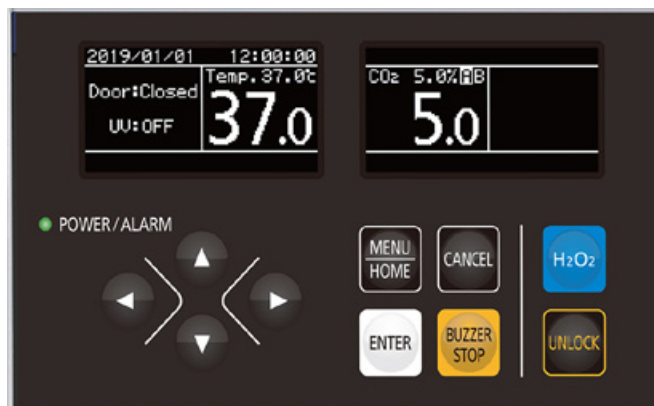 2019/01/01 12:00:00
Door:Closed
UV:OFF
Temp.37.0℃
37.0
CO2 5.0%AB
5.0
POWER/ALARM
MENU
HOME
CANCEL
H2O2
ENTER
BUZZER
STOP
UNLOCK